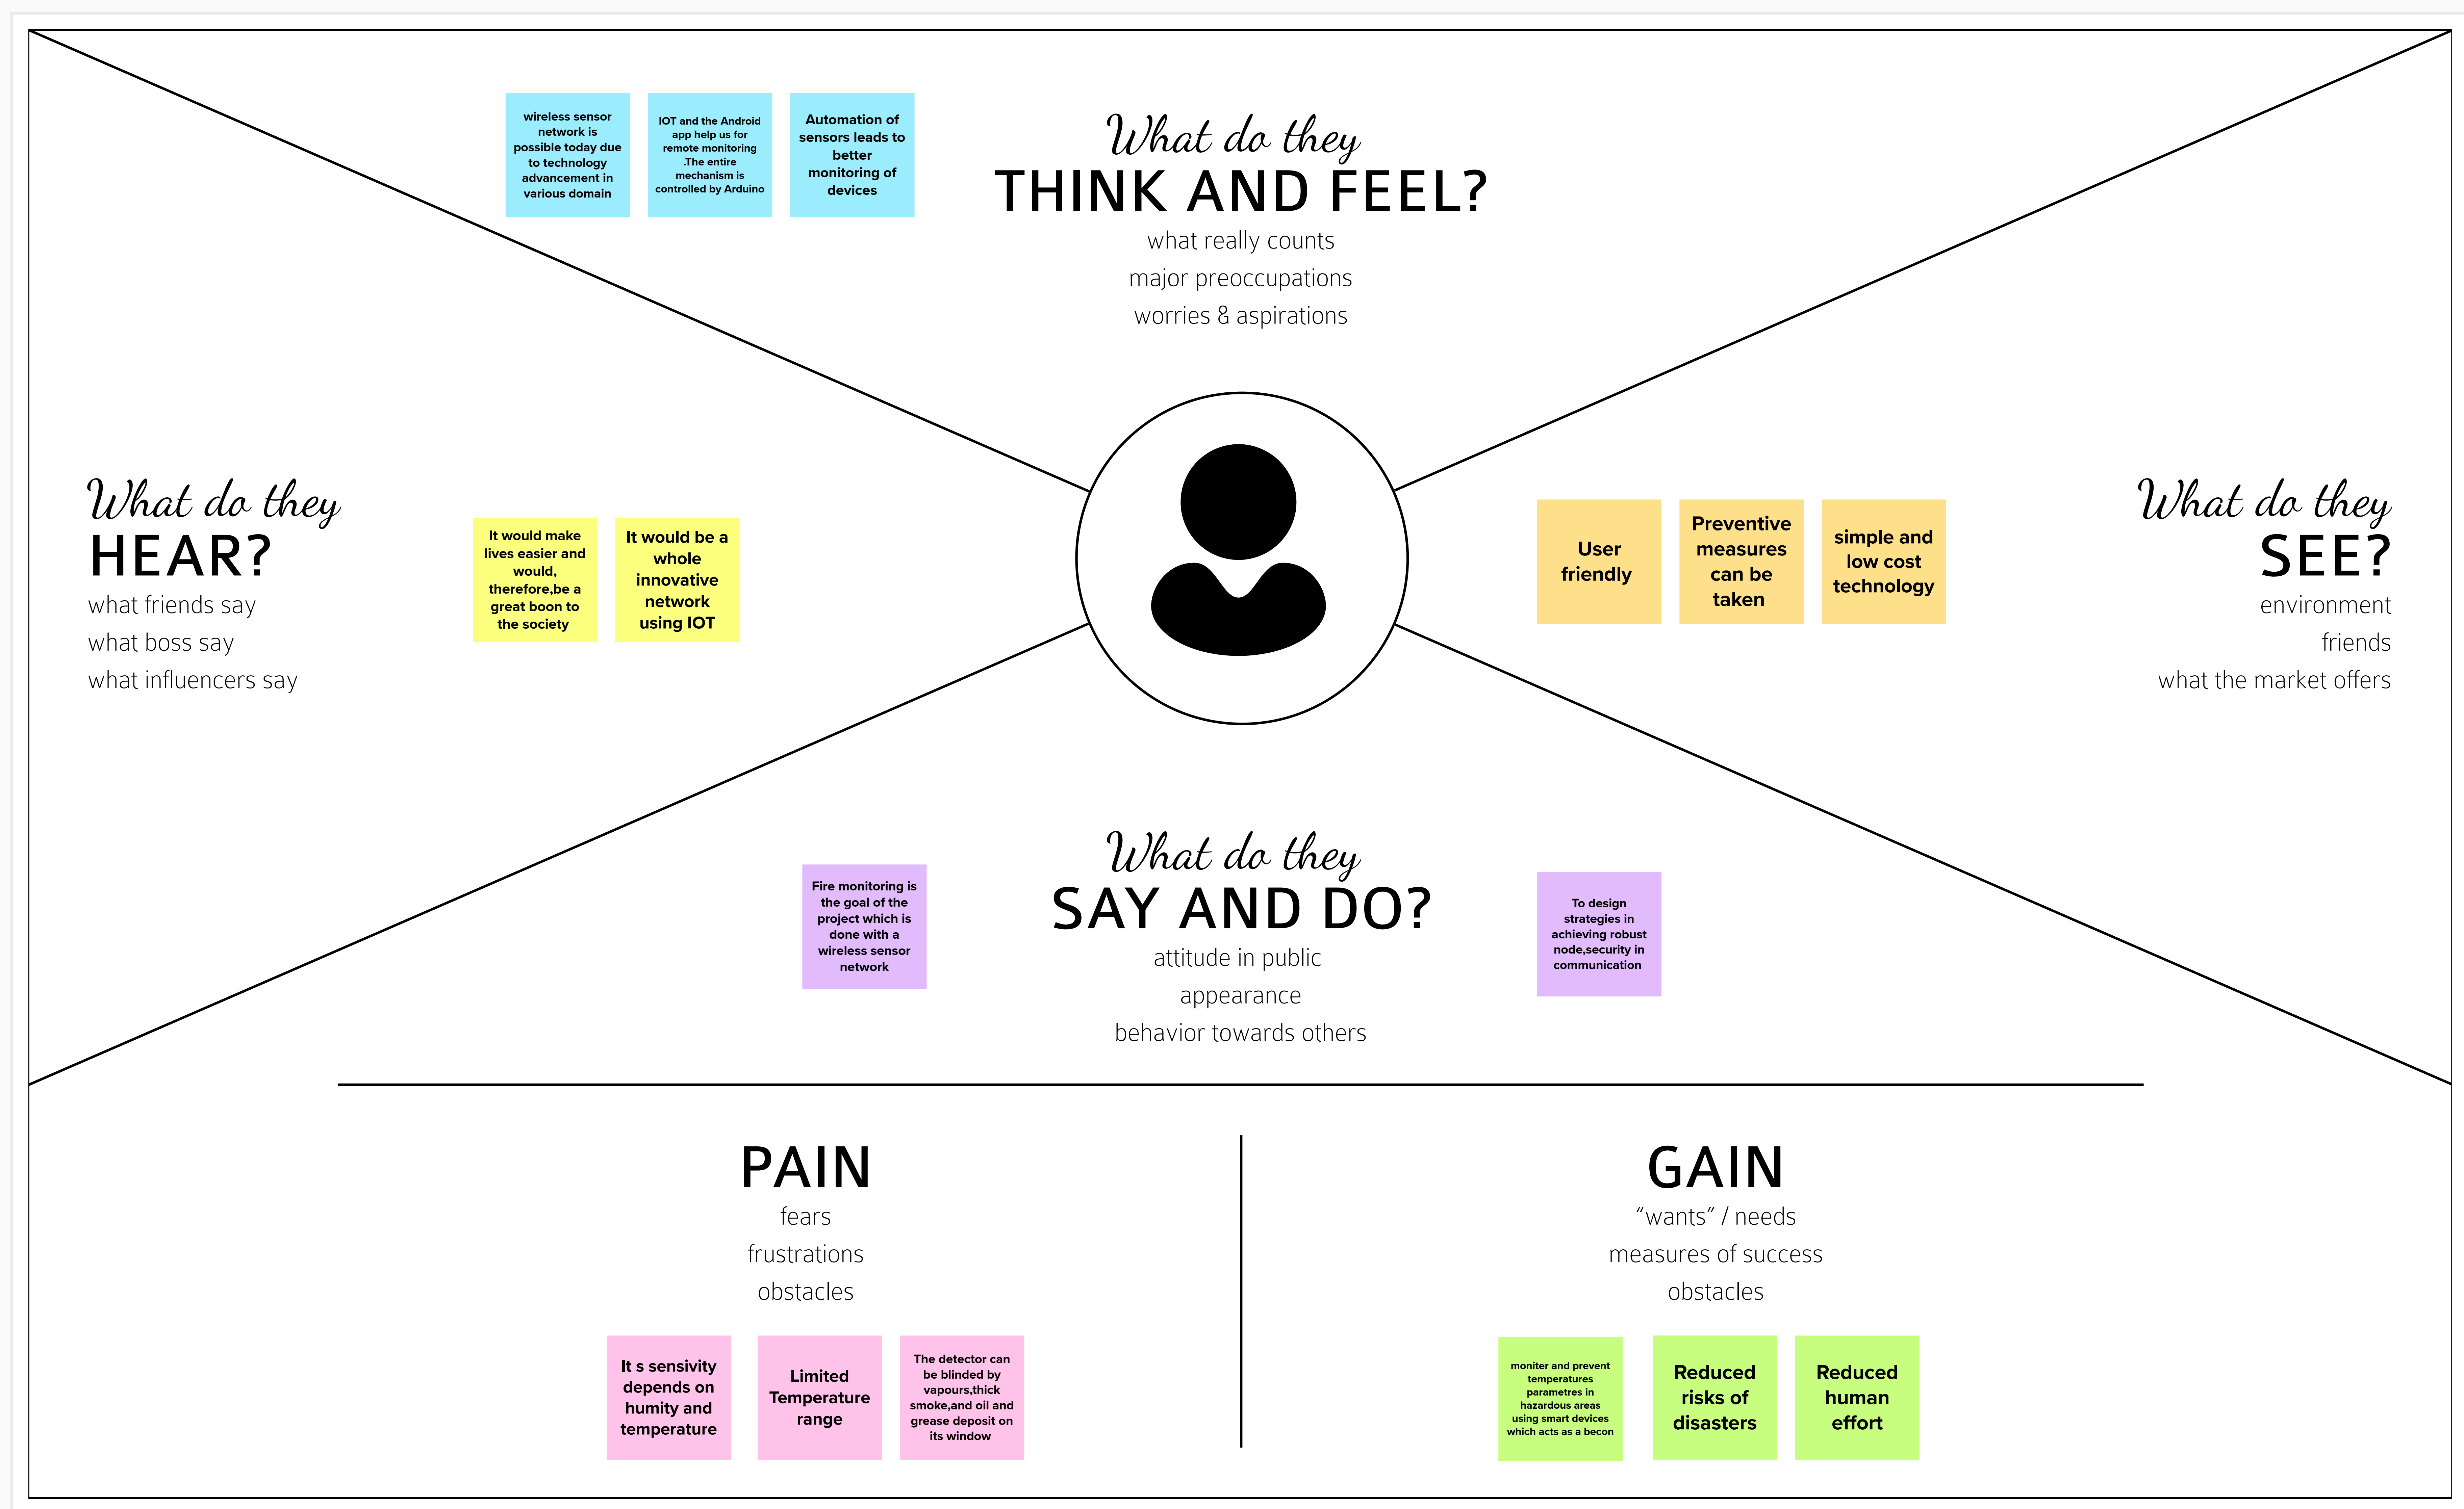 wireless sensor
network is
possible today due
to technology
advancement in
various domain
IOT and the Android
app help us for
remote monitoring
.The entire
mechanism is
controlled by Arduino
Automation of
sensors leads to
better
monitoring of
devices
What do they
THINK AND FEEL?
what really counts
major preoccupations
worries & aspirations
What do they
HEAR?
what friends say
what boss say
what influencers say
It would make
lives easier and
would,
therefore,be a
great boon to
the society
It would be a
whole
innovative
network
using IOT
User
friendly
Preventive
measures
can be
taken
simple and
low cost
technology
What do they
SEE?
environment
friends
what the market offers
Fire monitoring is
the goal of the
project which is
done with a
wireless sensor
network
What do they
SAY AND DO?
attitude in public
appearance
behavior towards others
To design
strategies in
achieving robust
node,security in
communication
PAIN
fears
frustrations
obstacles
It s sensivity
depends on
humity and
temperature
Limited
Temperature
range
The detector can
be blinded by
vapours,thick
smoke,and oil and
grease deposit on
its window
GAIN
“wants” / needs
measures of success
obstacles
moniter and prevent
temperatures
parametres in
hazardous areas
using smart devices
which acts as a becon
Reduced
risks of
disasters
Reduced
human
effort